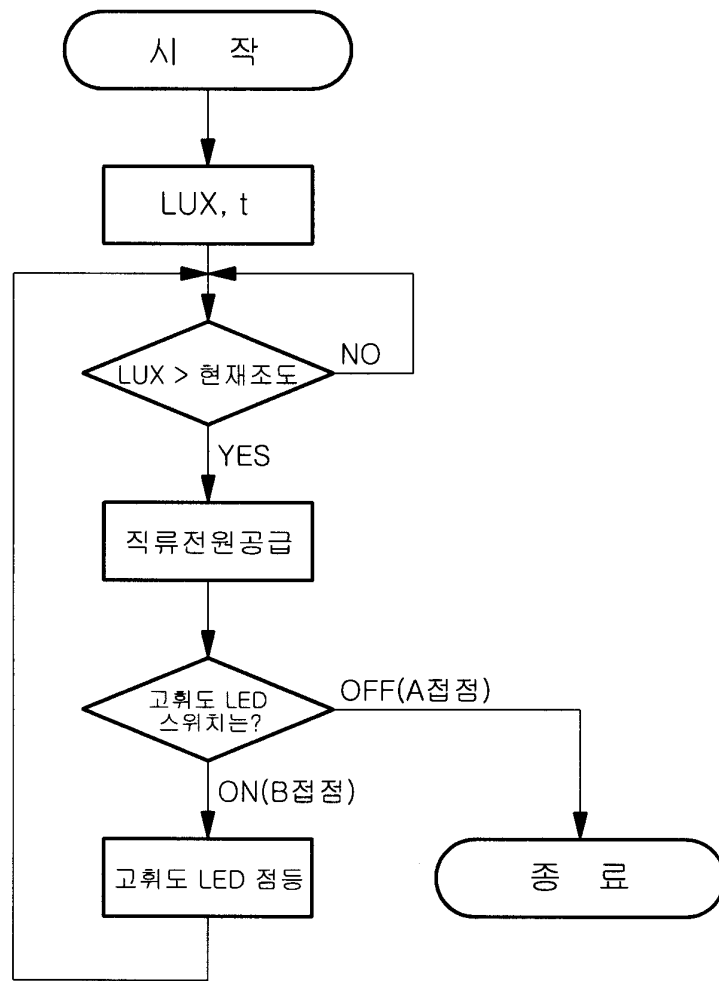 시 작
LUX, t
LUX > 현재조도
NO
YES
직류전원공급
고휘도 LED
스위치는?
OFF(A접점)
ON(B접점)
고휘도 LED 점등
종 료